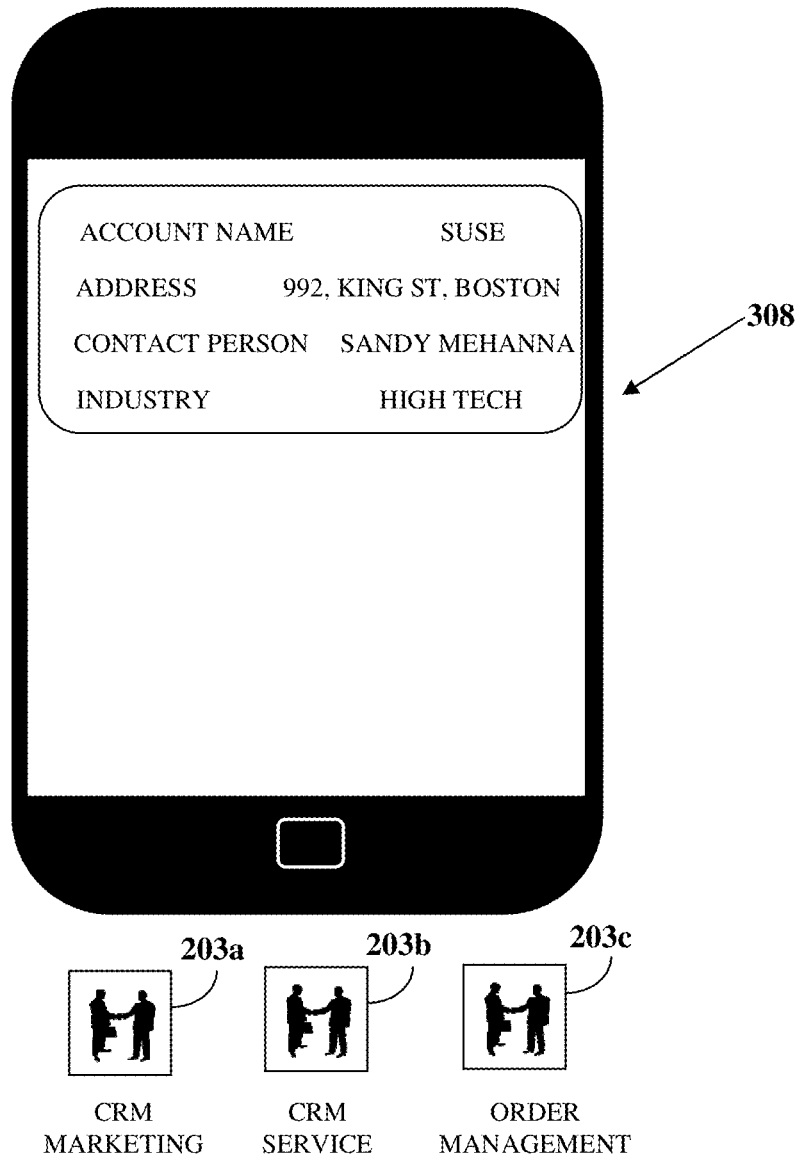 ACCOUNT NAME SUSE
ADDRESS 992, KING ST, BOSTON
308
CONTACT PERSON SANDY MEHANNA
INDUSTRY HIGH TECH
203a 203b 203c
CRM MARKETING
CRM SERVICE
ORDER MANAGEMENT